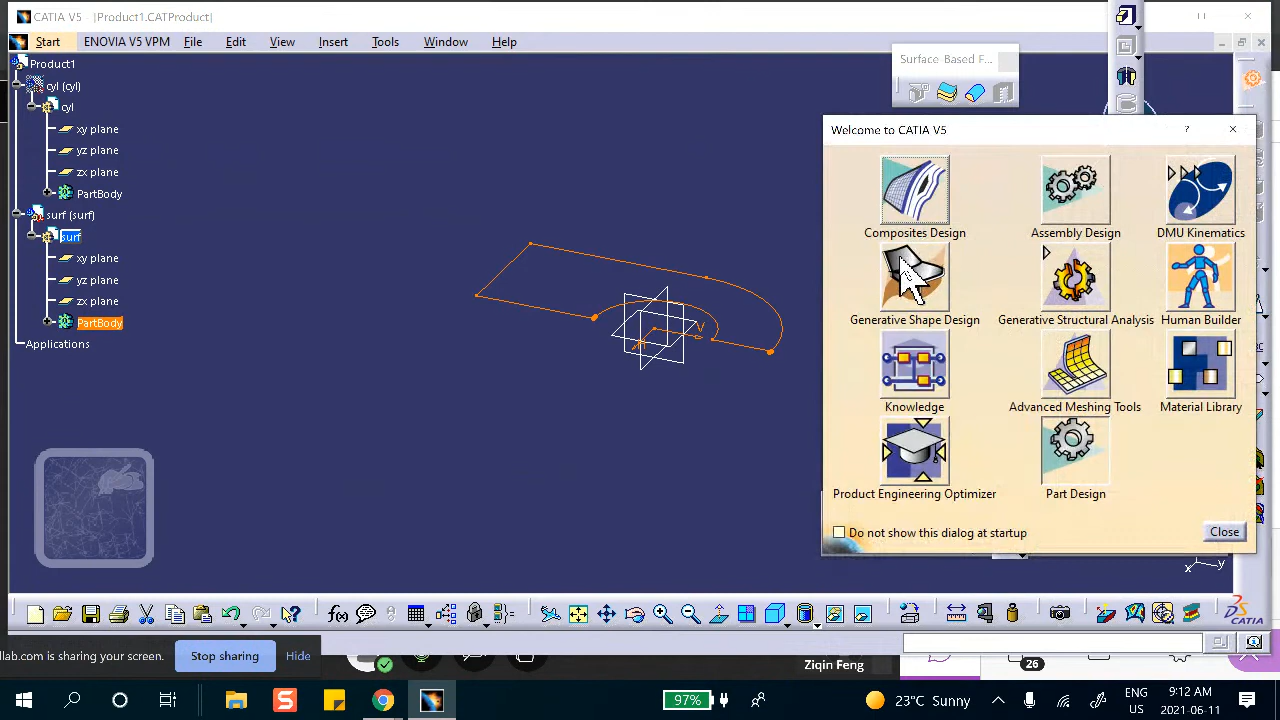 CATIA V5 - [Product1.CATProduct]
Start ENOVIA V5 VPM File Edit View Insert Tools Window Help
Product1
cyl (cyl)
cyl
xy plane
yz plane
zx plane
PartBody
surf (surf)
surf
xy plane
yz plane
zx plane
PartBody
Applications
Surface-Based F...
Welcome to CATIA V5
?
Composites Design Assembly Design DMU Kinematics
Generative Shape Design Generative Structural Analysis Human Builder
Knowledge Advanced Meshing Tools Material Library
Product Engineering Optimizer Part Design
Do not show this dialog at startup
Close
V
x y
f(x)
CATIA
llab.com is sharing your screen. Stop sharing Hide
Ziqin Feng
26
97%
23°C Sunny
ENG
US
9:12 AM
2021-06-11